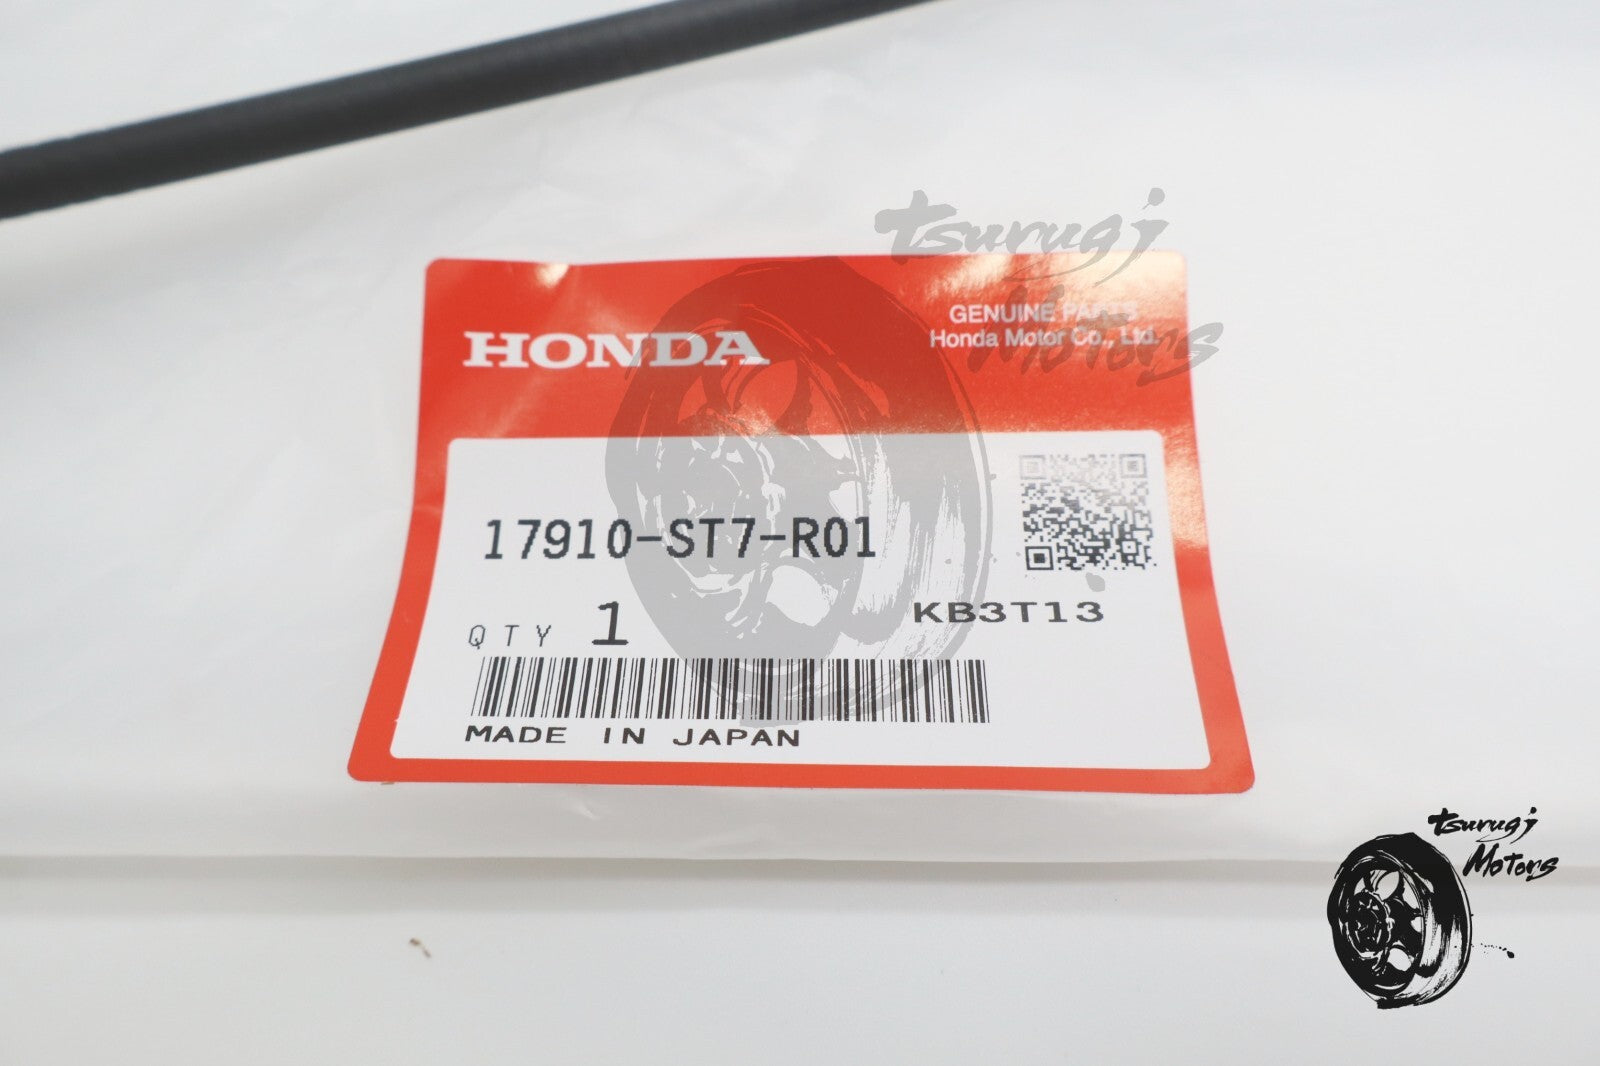 tsurugi
Motors
HONDA
GENUINE PARTS
Honda Motor Co., Ltd.
17910-ST7-R01
QTY 1
KB3T13
MADE IN JAPAN
tsurugi
Motors